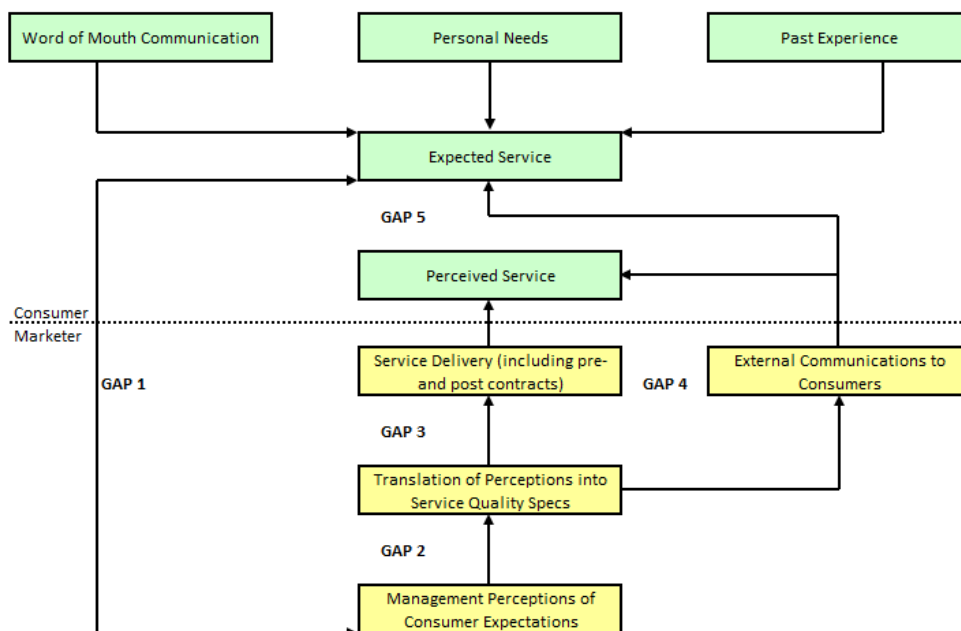 Word of Mouth Communication
Personal Needs
Past Experience
Expected Service
GAP 5
Perceived Service
Consumer
Marketer
Service Delivery (including pre-
and post contracts)
External Communications to
Consumers
GAP 1
GAP 4
GAP 3
Translation of Perceptions into
Service Quality Specs
GAP 2
Management Perceptions of
Consumer Expectations